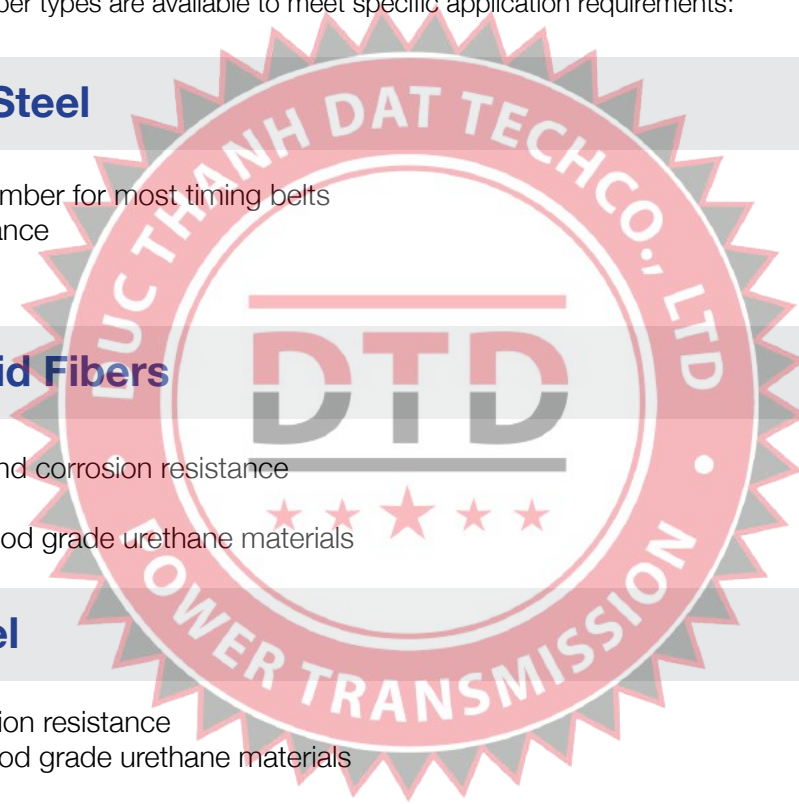 per types are available to meet specific application requirements:
Steel
mber for most timing belts
ance
id Fibers
nd corrosion resistance
od grade urethane materials
el
ion resistance
od grade urethane materials
DUC THANH DAT TECHCO., LTD
DTD
POWER TRANSMISSION